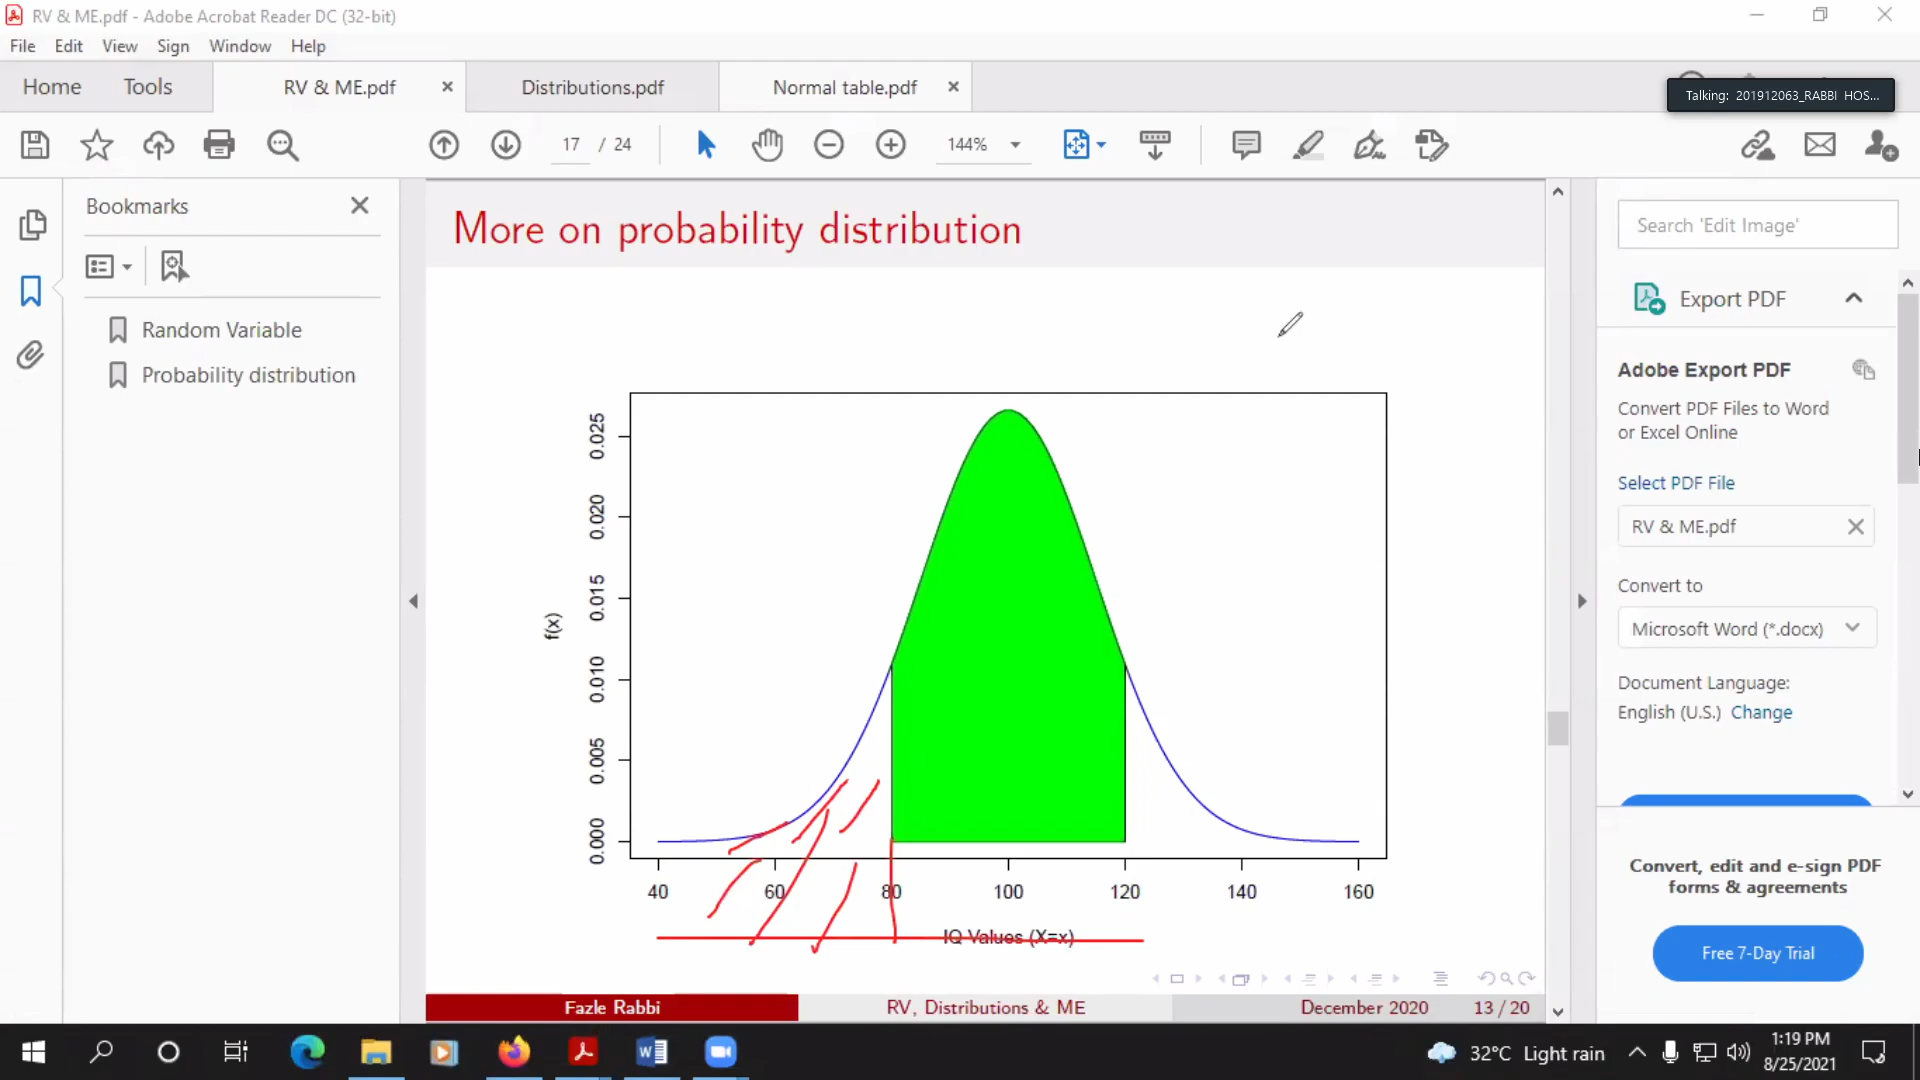 RV & ME.pdf - Adobe Acrobat Reader DC (32-bit)
File Edit View Sign Window Help
Home Tools RV & ME.pdf Distributions.pdf Normal table.pdf
Talking: 201912063_RABBI HOS...
17 / 24 144%
Bookmarks
Random Variable
Probability distribution
More on probability distribution
f(x)
0.025
0.020
0.015
0.010
0.005
0.000
40 60 80 100 120 140 160
IQ Values (X=x)
Fazle Rabbi RV, Distributions & ME December 2020 13 / 20
Search 'Edit Image'
Export PDF
Adobe Export PDF
Convert PDF Files to Word
or Excel Online
Select PDF File
RV & ME.pdf
Convert to
Microsoft Word (*.docx)
Document Language:
English (U.S.) Change
Convert, edit and e-sign PDF
forms & agreements
Free 7-Day Trial
32°C Light rain
1:19 PM
8/25/2021